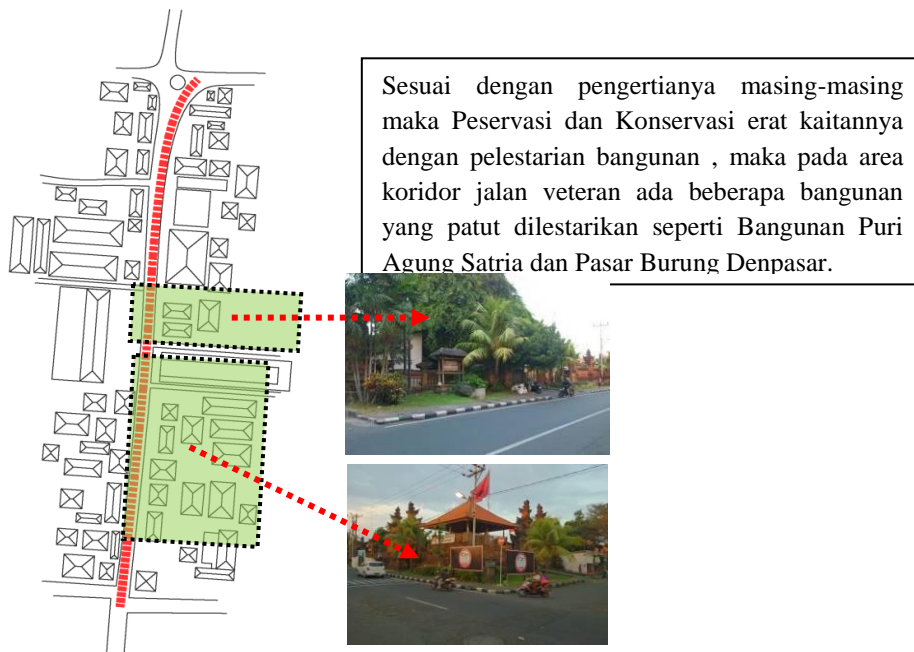 Sesuai dengan pengertianya masing-masing
maka Peservasi dan Konservasi erat kaitannya
dengan pelestarian bangunan , maka pada area
koridor jalan veteran ada beberapa bangunan
yang patut dilestarikan seperti Bangunan Puri
Agung Satria dan Pasar Burung Denpasar.